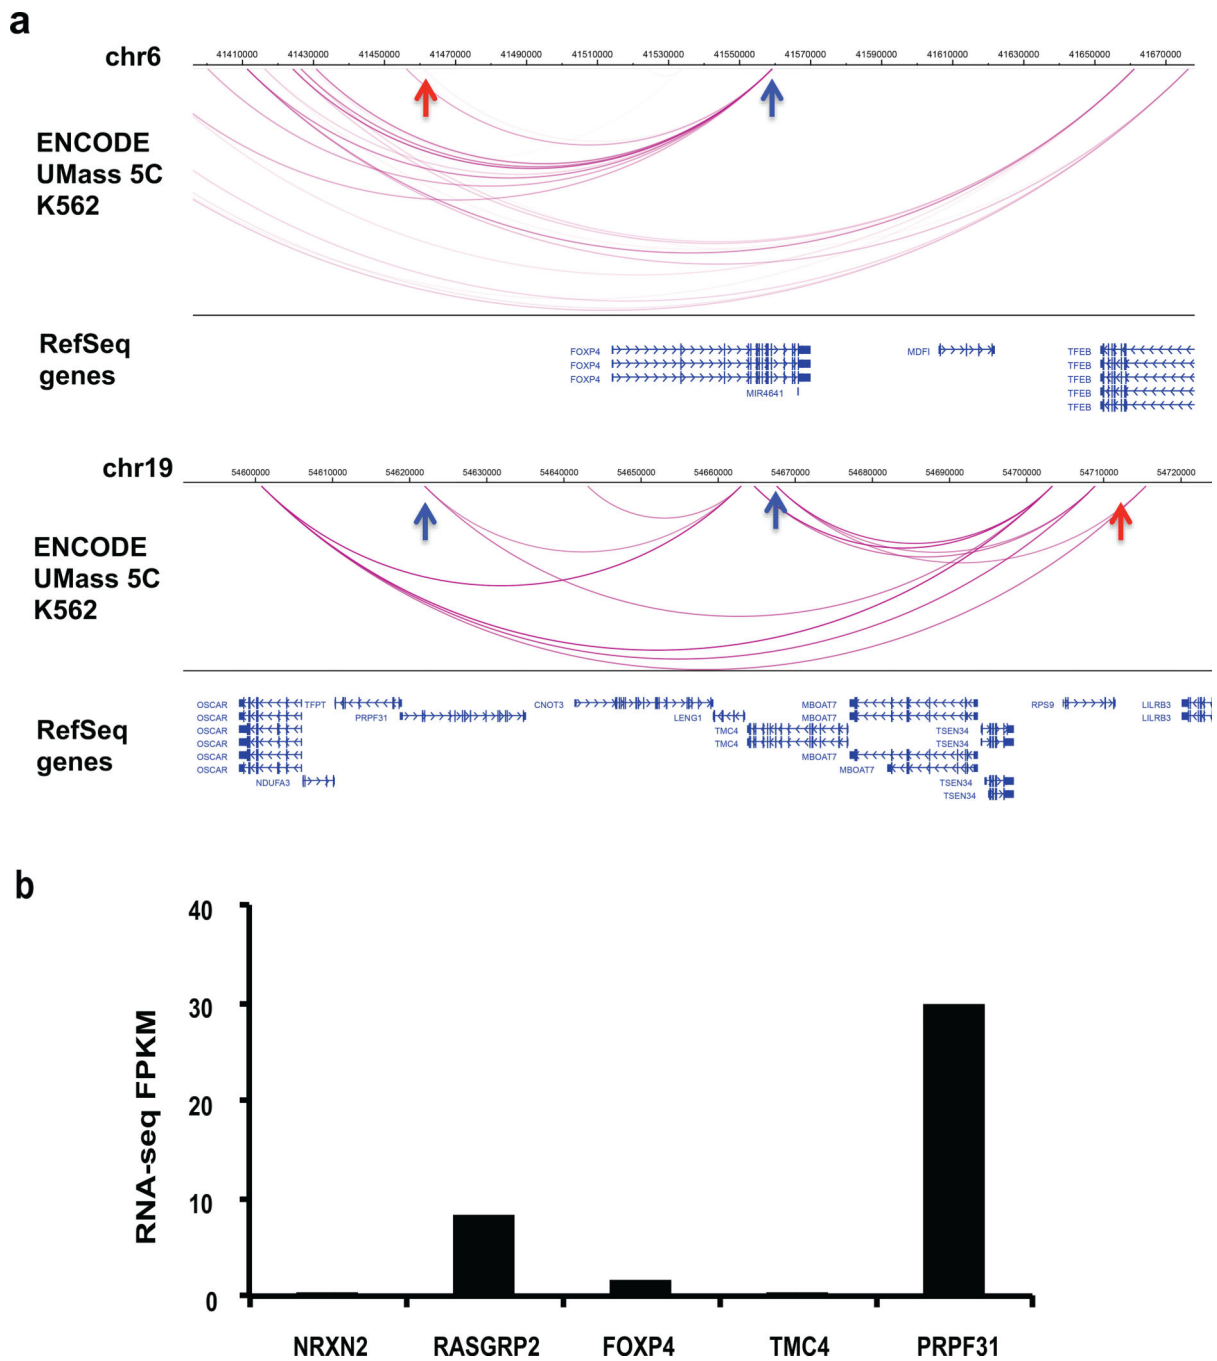 a
chr6
41410000 41430000 41450000 41470000 41490000 41510000 41530000 41550000 41570000 41590000 41610000 41630000 41650000 41670000
ENCODE
UMass 5C
K562
RefSeq
genes
FOXP4 MDFI TFEB
FOXP4 TFEB
FOXP4 TFEB
MIR4641 TFEB
TFEB
chr19
54600000 54610000 54620000 54630000 54640000 54650000 54660000 54670000 54680000 54690000 54700000 54710000 54720000
ENCODE
UMass 5C
K562
RefSeq
genes
OSCAR TFPT CNOT3 MBOAT7 RPS9 LILRB3
OSCAR PRPF31 LENG1 MBOAT7 LILRB3
OSCAR TMC4 TSEN34
OSCAR TMC4 TSEN34
OSCAR MBOAT7
OSCAR MBOAT7
NDUFA3 TSEN34
TSEN34
b
RNA-seq FPKM
40
30
20
10
0
NRXN2 RASGRP2 FOXP4 TMC4 PRPF31